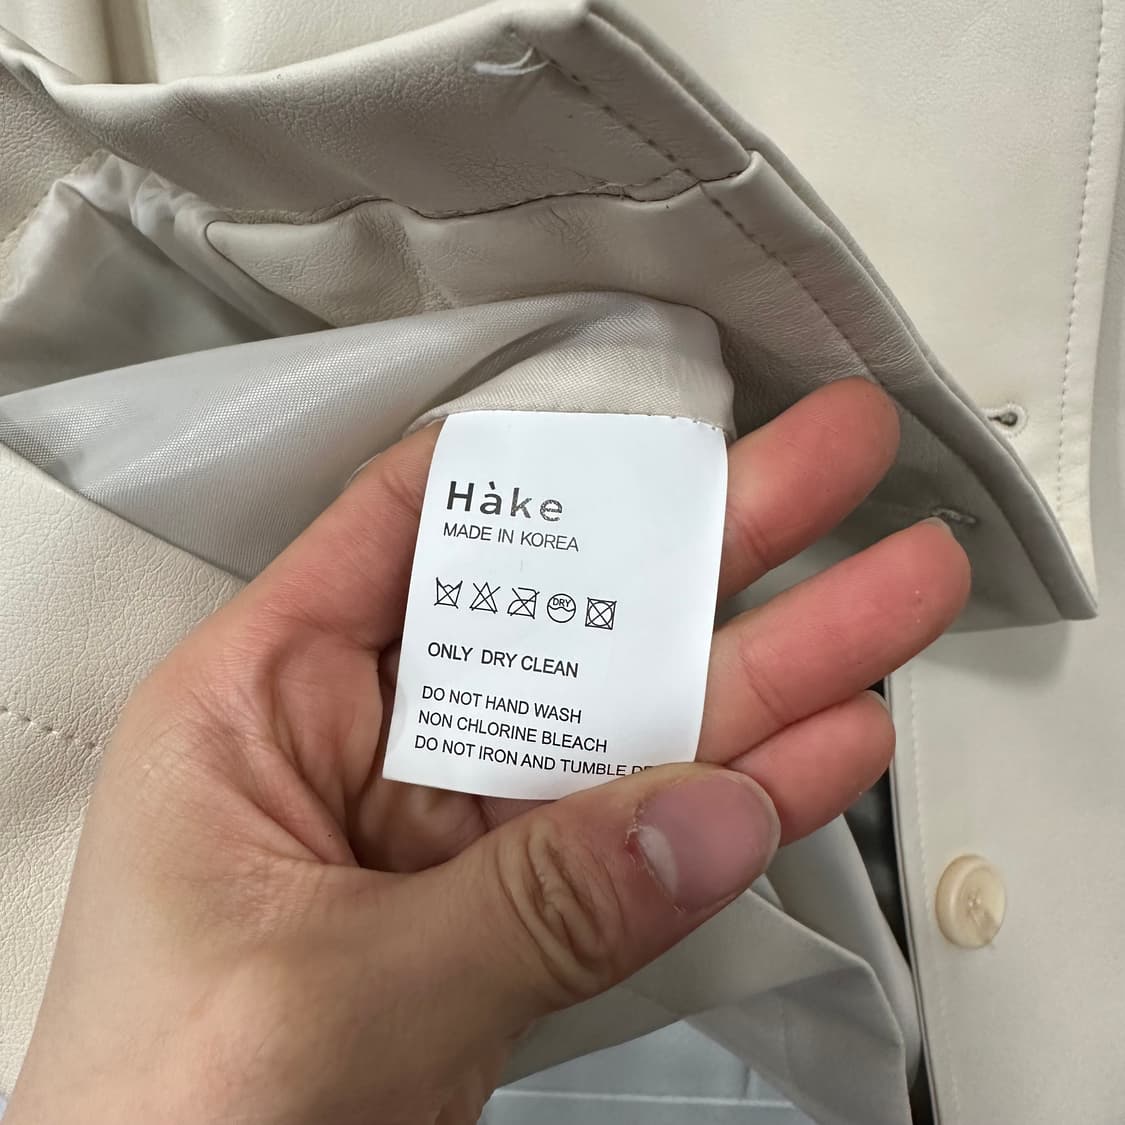 Hàke
MADE IN KOREA
DRY
ONLY DRY CLEAN
DO NOT HAND WASH
NON CHLORINE BLEACH
DO NOT IRON AND TUMBLE